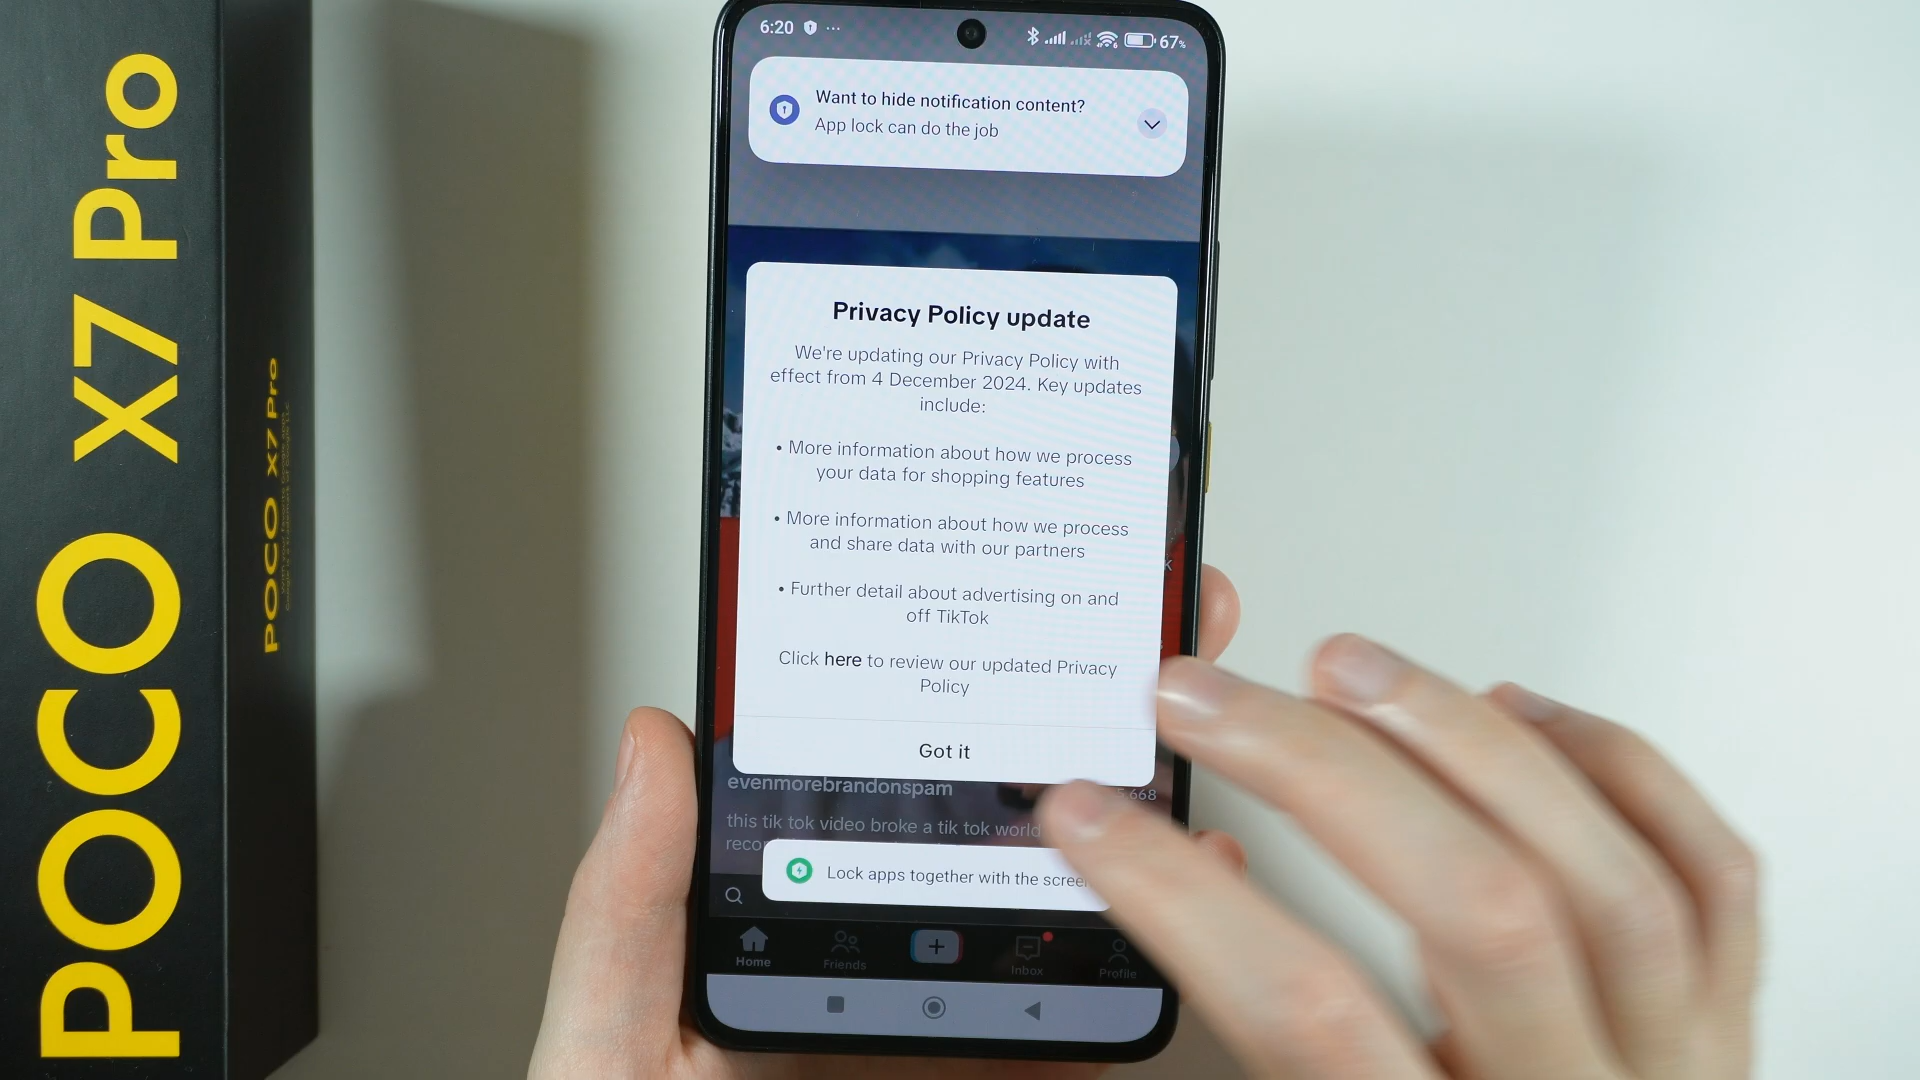 POCO X7 Pro
POCO X7 Pro
6:20
67%
Want to hide notification content?
App lock can do the job
Privacy Policy update
We're updating our Privacy Policy with
effect from 4 December 2024. Key updates
include:
• More information about how we process
your data for shopping features
• More information about how we process
and share data with our partners
• Further detail about advertising on and
off TikTok
Click here to review our updated Privacy
Policy
Got it
evenmorebrandonspam
this tik tok video broke a tik tok world
Lock apps together with the
Home
Friends
Inbox
Profile